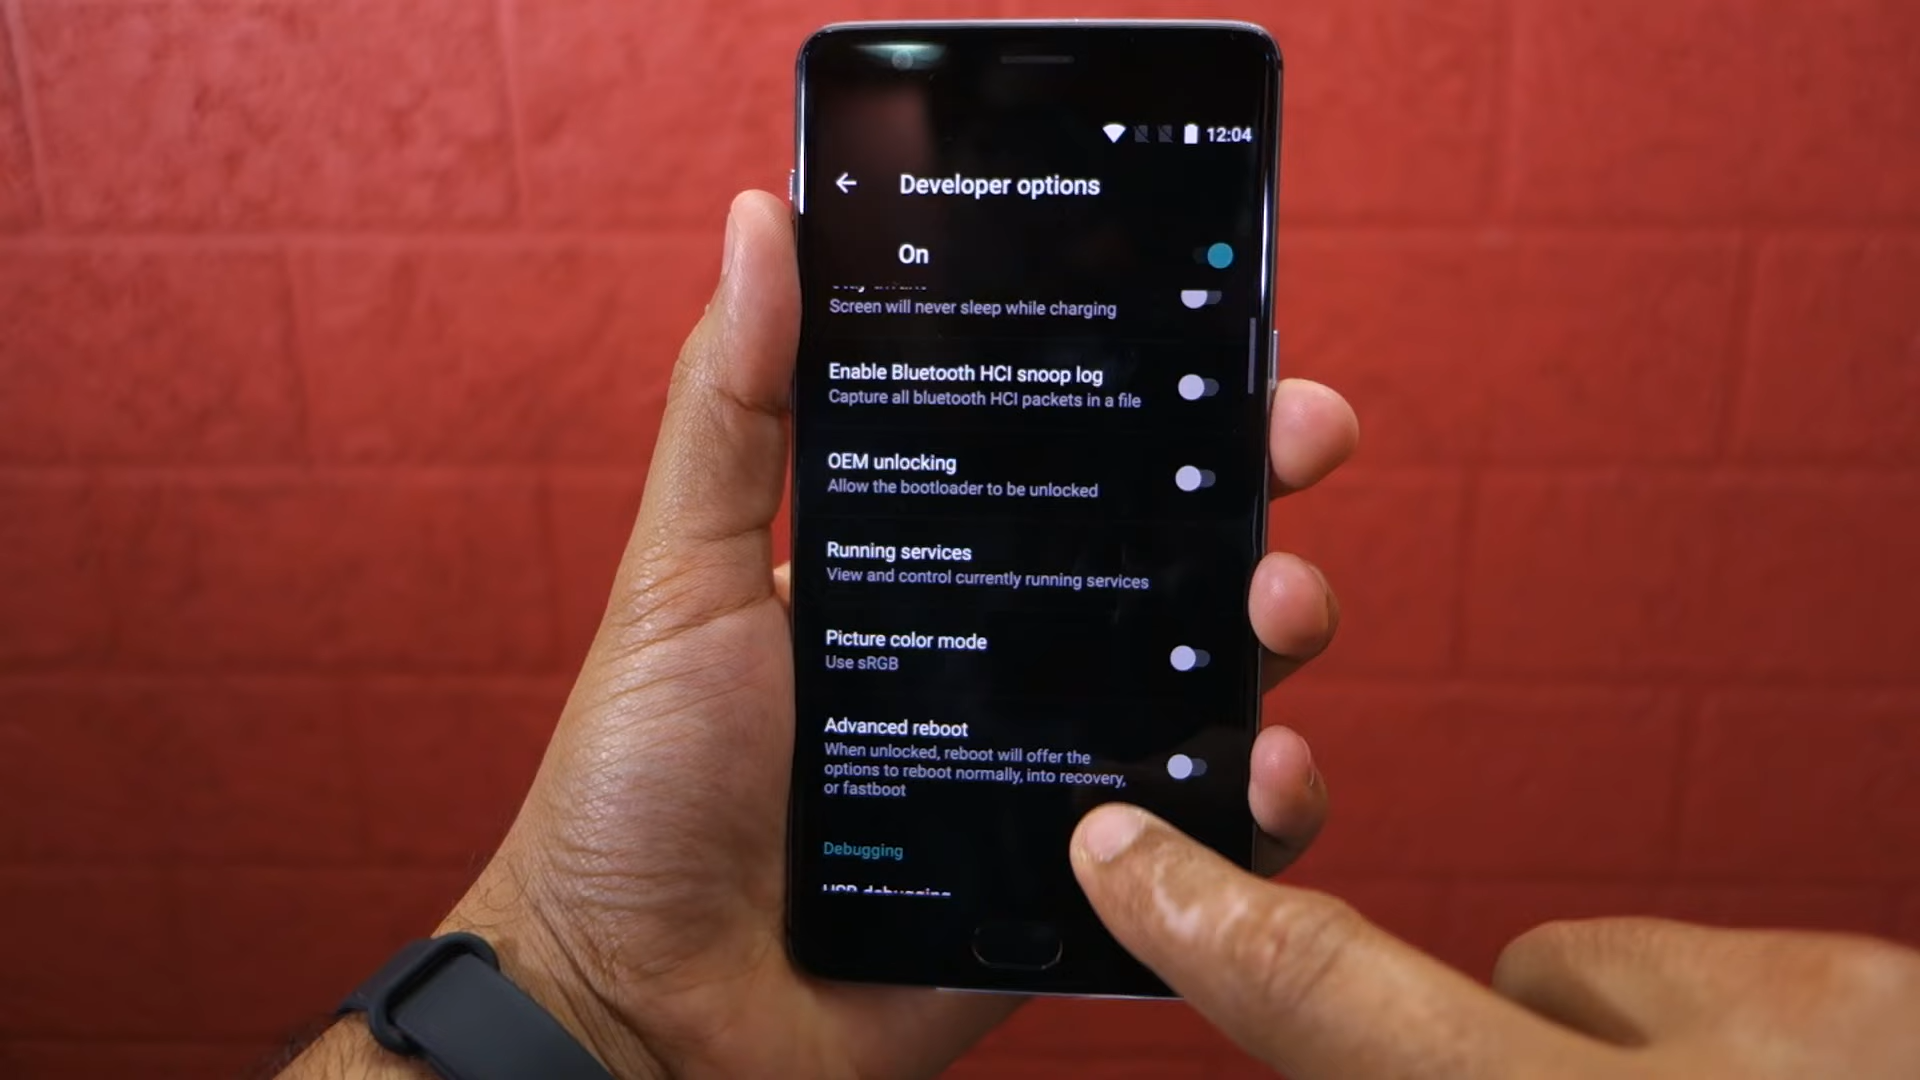 12:04
Developer options
On
Screen will never sleep while charging
Enable Bluetooth HCI snoop log
Capture all bluetooth HCI packets in a file
OEM unlocking
Allow the bootloader to be unlocked
Running services
View and control currently running services
Picture color mode
Use sRGB
Advanced reboot
When unlocked, reboot will offer the
options to reboot normally, into recovery,
or fastboot
Debugging
USB debugging